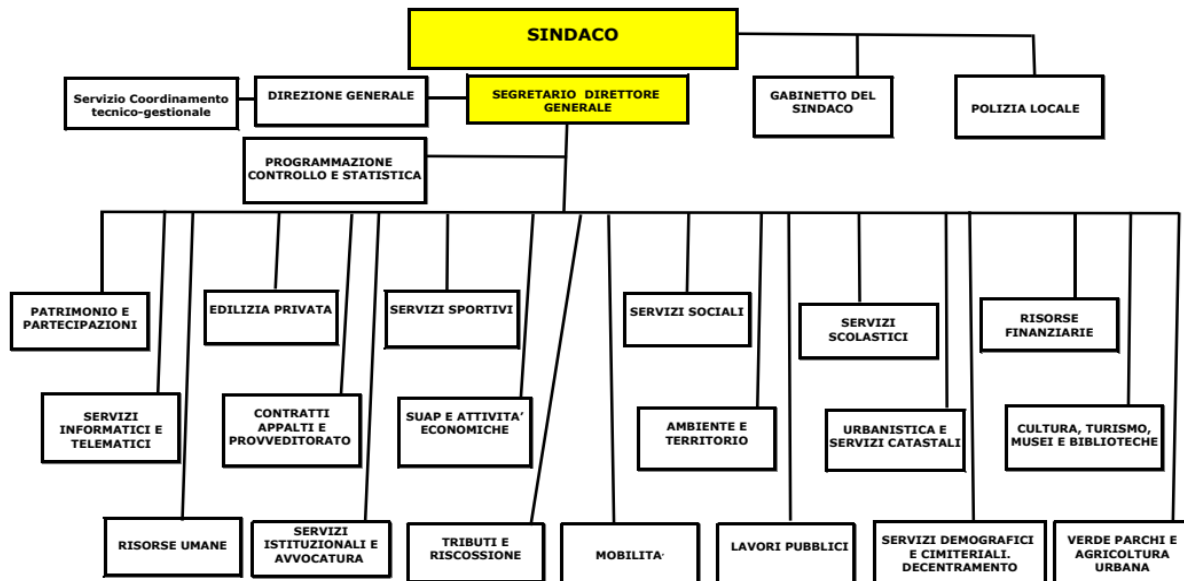 SINDACO
Servizio Coordinamento
tecnico-gestionale
DIREZIONE GENERALE
SEGRETARIO DIRETTORE
GENERALE
GABINETTO DEL
SINDACO
POLIZIA LOCALE
PROGRAMMAZIONE
CONTROLLO E STATISTICA
PATRIMONIO E
PARTECIPAZIONI
EDILIZIA PRIVATA
SERVIZI SPORTIVI
SERVIZI SOCIALI
SERVIZI
SCOLASTICI
RISORSE
FINANZIARIE
SERVIZI
INFORMATICI E
TELEMATICI
CONTRATTI
APPALTI E
PROVVEDITORATO
SUAP E ATTIVITA’
ECONOMICHE
AMBIENTE E
TERRITORIO
URBANISTICA E
SERVIZI CATASTALI
CULTURA, TURISMO,
MUSEI E BIBLIOTECHE
RISORSE UMANE
SERVIZI
ISTITUZIONALI E
AVVOCATURA
TRIBUTI E
RISCOSSIONE
MOBILITA’
LAVORI PUBBLICI
SERVIZI DEMOGRAFICI
E CIMITERIALI.
DECENTRAMENTO
VERDE PARCHI E
AGRICOLTURA
URBANA